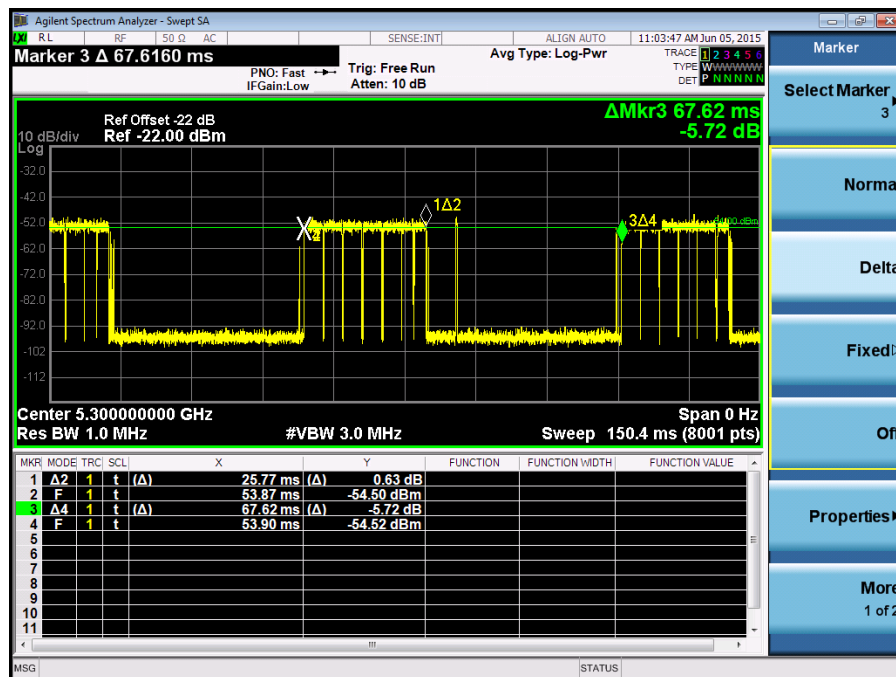 Agilent Spectrum Analyzer - Swept SA
LXI RL RF 50 Ω AC SENSE:INT ALIGN AUTO 11:03:47 AM Jun 05, 2015
Marker 3 Δ 67.6160 ms
PNO: Fast
IFGain:Low
Trig: Free Run
Atten: 10 dB
Avg Type: Log-Pwr
TRACE 1 2 3 4 5 6
TYPE WWWWWW
DET P N N N N N
Ref Offset -22 dB
10 dB/div Ref -22.00 dBm
Log
ΔMkr3 67.62 ms
-5.72 dB
-32.0
-42.0
-52.0
-62.0
-72.0
-82.0
-92.0
-102
-112
1Δ2
3Δ4
Center 5.300000000 GHz Span 0 Hz
Res BW 1.0 MHz #VBW 3.0 MHz Sweep 150.4 ms (8001 pts)
MKR MODE TRC SCL X Y FUNCTION FUNCTION WIDTH FUNCTION VALUE
1 Δ2 1 t (Δ) 25.77 ms (Δ) 0.63 dB
2 F 1 t 53.87 ms -54.50 dBm
3 Δ4 1 t (Δ) 67.62 ms (Δ) -5.72 dB
4 F 1 t 53.90 ms -54.52 dBm
5
6
7
8
9
10
11
MSG STATUS
Marker
Select Marker
3
Norma
Delta
Fixed
Of
Properties
More
1 of 2